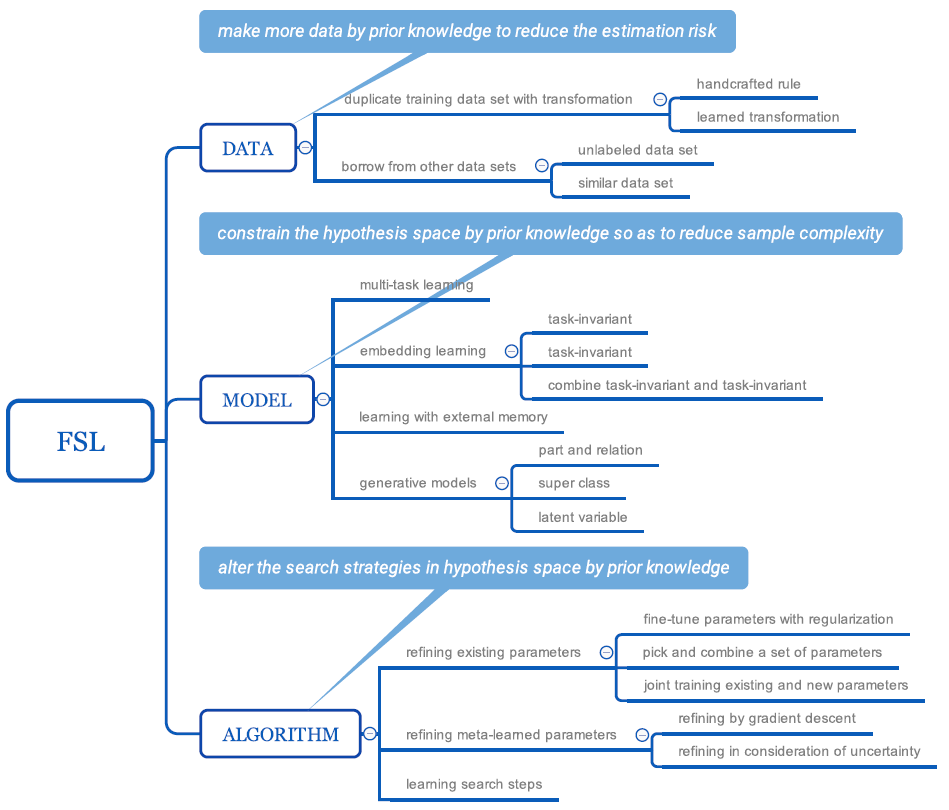 make more data by prior knowledge to reduce the estimation risk
duplicate training data set with transformation
handcrafted rule
learned transformation
DATA
borrow from other data sets
unlabeled data set
similar data set
constrain the hypothesis space by prior knowledge so as to reduce sample complexity
multi-task learning
embedding learning
task-invariant
task-invariant
combine task-invariant and task-invariant
MODEL
learning with external memory
FSL
generative models
part and relation
super class
latent variable
alter the search strategies in hypothesis space by prior knowledge
refining existing parameters
fine-tune parameters with regularization
pick and combine a set of parameters
joint training existing and new parameters
ALGORITHM
refining meta-learned parameters
refining by gradient descent
refining in consideration of uncertainty
learning search steps